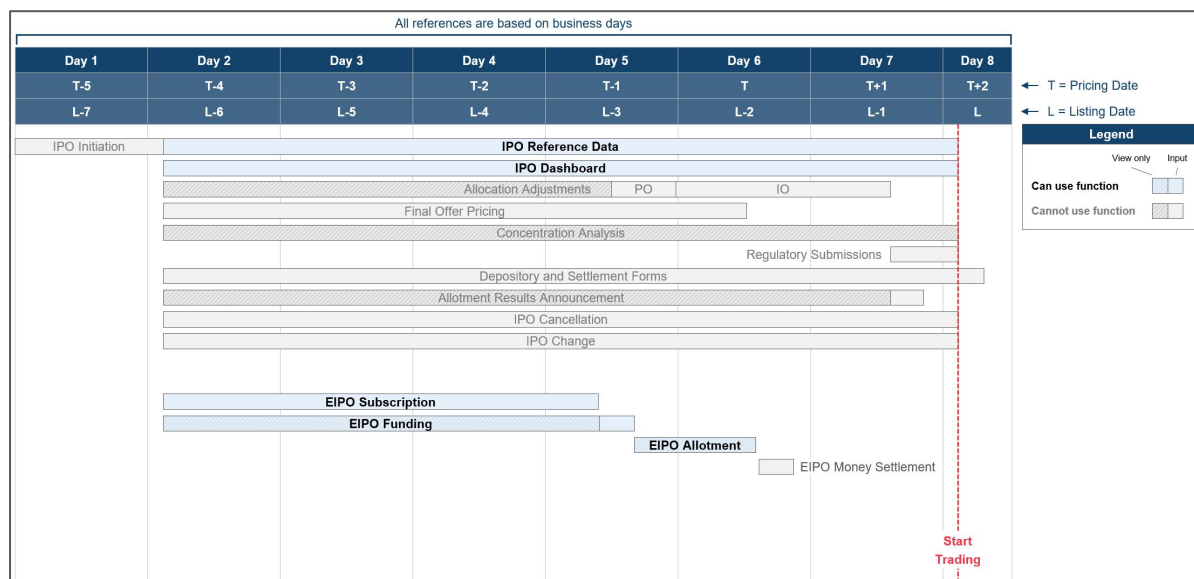 All references are based on business days
Day 1 Day 2 Day 3 Day 4 Day 5 Day 6 Day 7 Day 8
T-5 T-4 T-3 T-2 T-1 T T+1 T+2
T = Pricing Date
L-7 L-6 L-5 L-4 L-3 L-2 L-1 L
L = Listing Date
Legend
View only Input
Can use function
Cannot use function
IPO Initiation IPO Reference Data
IPO Dashboard
Allocation Adjustments PO IO
Final Offer Pricing
Concentration Analysis
Regulatory Submissions
Depository and Settlement Forms
Allotment Results Announcement
IPO Cancellation
IPO Change
EIPO Subscription
EIPO Funding
EIPO Allotment
EIPO Money Settlement
Start
Trading